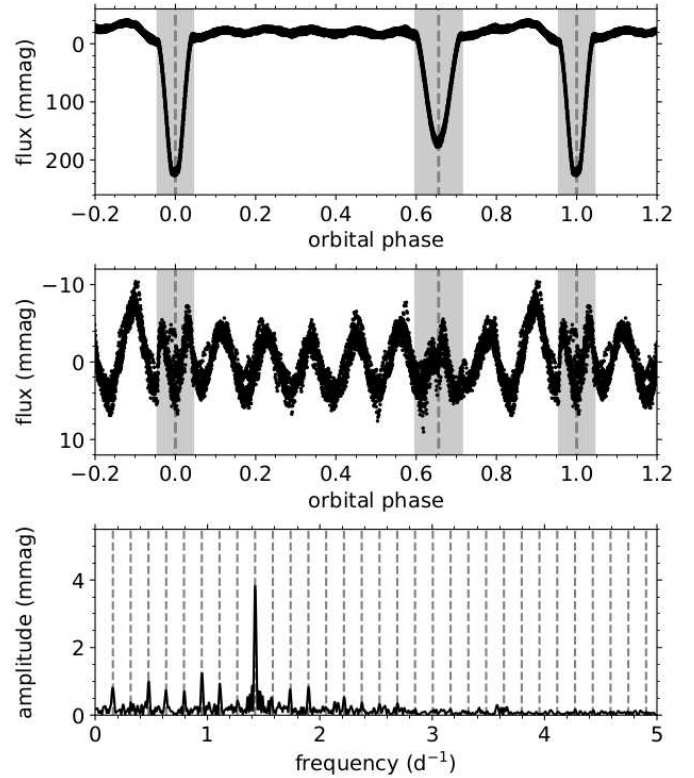 0
100
200
flux (mmag)
−0.2 0.0 0.2 0.4 0.6 0.8 1.0 1.2
orbital phase
−10
0
10
flux (mmag)
−0.2 0.0 0.2 0.4 0.6 0.8 1.0 1.2
orbital phase
4
2
0
amplitude (mmag)
0 1 2 3 4 5
frequency (d⁻¹)